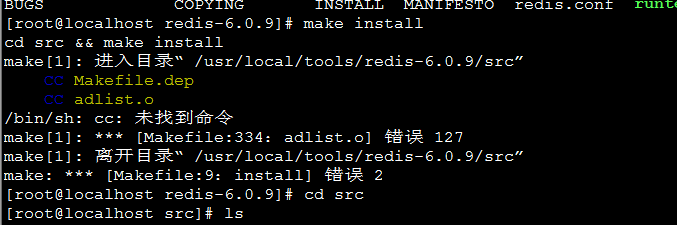 BUGS COPYING INSTALL MANIFESTO redis.conf
[root@localhost redis-6.0.9]# make install
cd src && make install
make[1]: 进入目录“ /usr/local/tools/redis-6.0.9/src”
CC Makefile.dep
CC adlist.o
/bin/sh: cc: 未找到命令
make[1]: *** [Makefile:334: adlist.o] 错误 127
make[1]: 离开目录“ /usr/local/tools/redis-6.0.9/src”
make: *** [Makefile:9: install] 错误 2
[root@localhost redis-6.0.9]# cd src
[root@localhost src]# ls